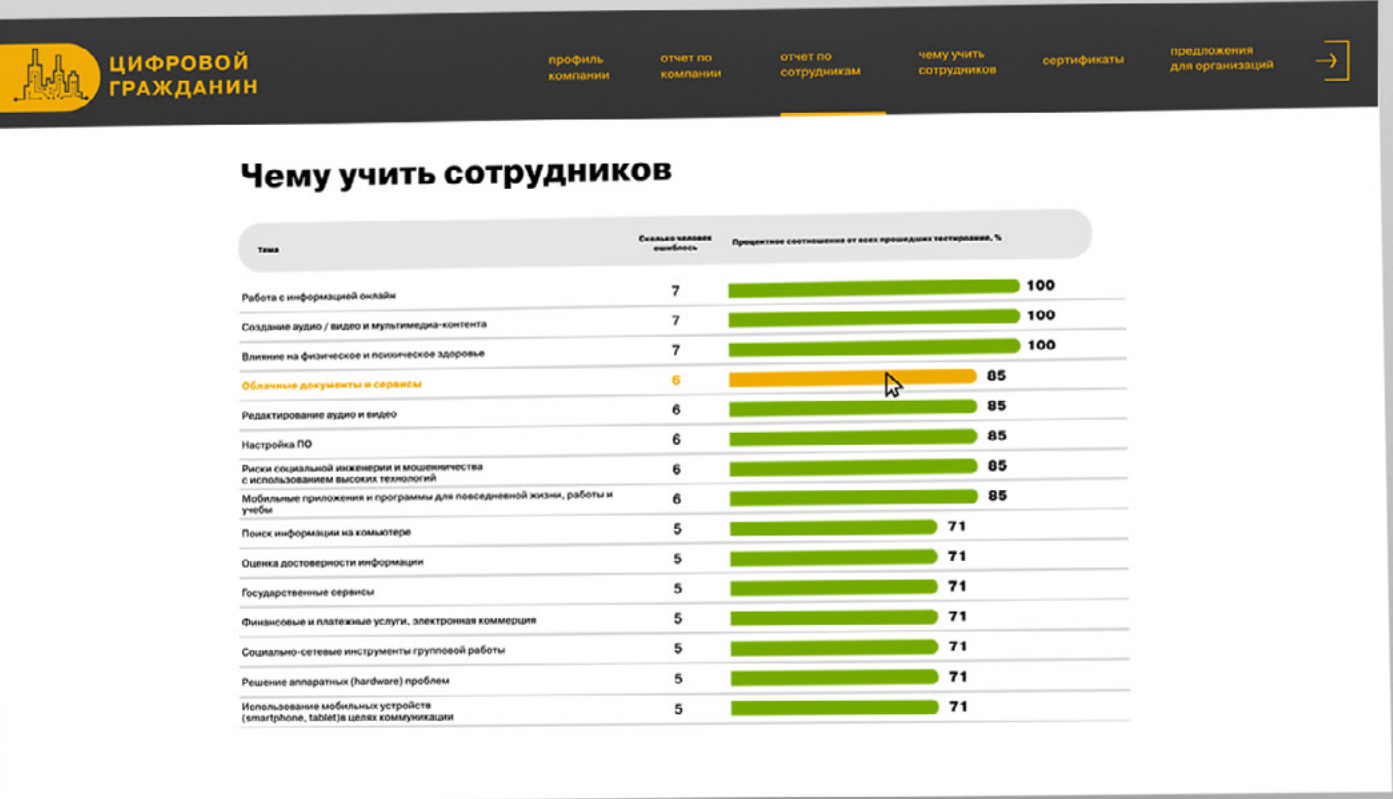 ЦИФРОВОЙ
ГРАЖДАНИН
профиль
компании
отчет по
компании
отчет по
сотрудникам
чему учить
сотрудников
сертификаты
предложения
для организаций
Чему учить сотрудников
Тема
Сколько человек
ошиблось
Процентное соотношение от всех прошедших тестирование, %
Работа с информацией онлайн 7 100
Создание аудио / видео и мультимедиа-контента 7 100
Влияние на физическое и психическое здоровье 7 100
Облачные документы и сервисы 6 85
Редактирование аудио и видео 6 85
Настройка ПО 6 85
Риски социальной инженерии и мошенничества
с использованием высоких технологий 6 85
Мобильные приложения и программы для повседневной жизни, работы и
учебы 6 85
Поиск информации на комьютере 5 71
Оценка достоверности информации 5 71
Государственные сервисы 5 71
Финансовые и платежные услуги, электронная коммерция 5 71
Социально-сетевые инструменты групповой работы 5 71
Решение аппаратных (hardware) проблем 5 71
Использование мобильных устройств
(smartphone, tablet)в целях коммуникации 5 71